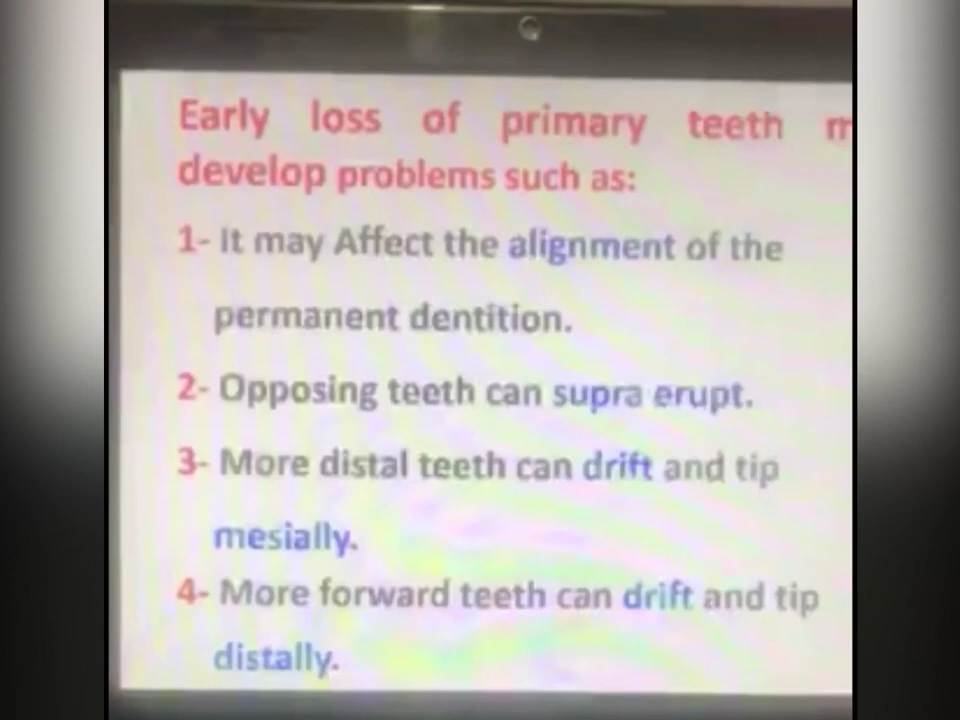 Early loss of primary teeth
develop problems such as:
1- It may Affect the alignment of the
permanent dentition.
2- Opposing teeth can supra erupt.
3- More distal teeth can drift and tip
mesially.
4- More forward teeth can drift and tip
distally.